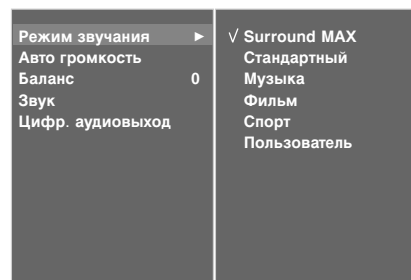 Режим звучания ►
Авто громкость
Баланс 0
Звук
Цифр. аудиовыход
√ Surround MAX
Стандартный
Музыка
Фильм
Спорт
Пользователь